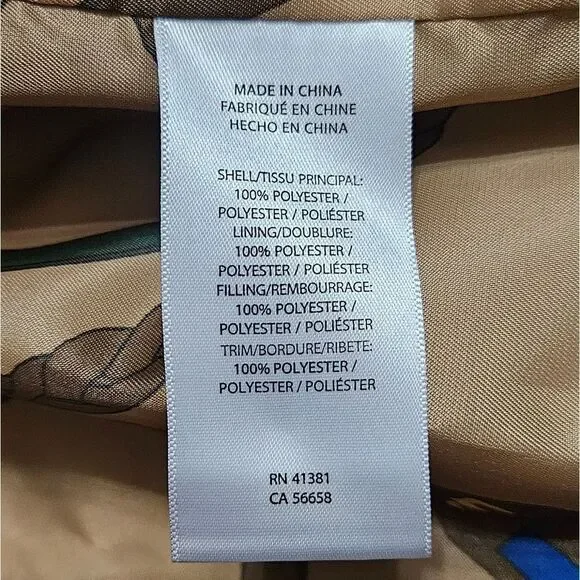 MADE IN CHINA
FABRIQUÉ EN CHINE
HECHO EN CHINA
SHELL/TISSU PRINCIPAL:
100% POLYESTER /
POLYESTER / POLIÉSTER
LINING/DOUBLURE:
100% POLYESTER /
POLYESTER / POLIÉSTER
FILLING/REMBOURRAGE:
100% POLYESTER /
POLYESTER / POLIÉSTER
TRIM/BORDURE/RIBETE:
100% POLYESTER /
POLYESTER / POLIÉSTER
RN 41381
CA 56658